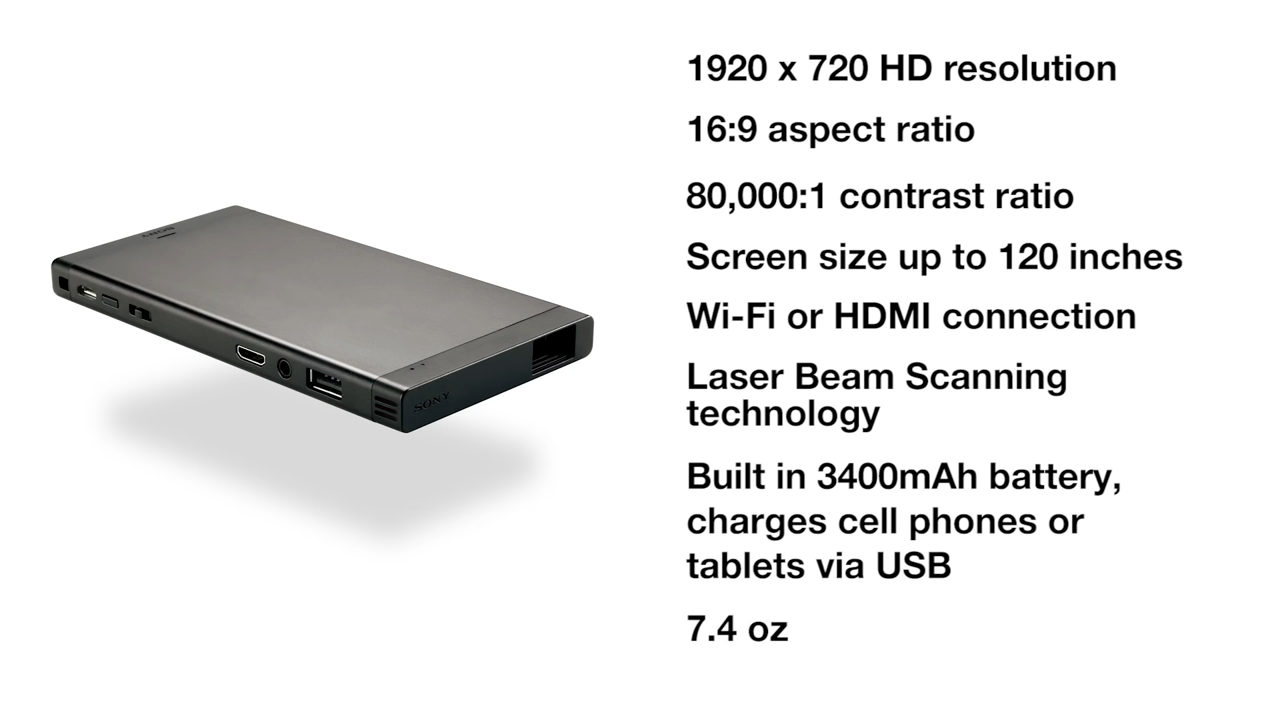 1920 x 720 HD resolution
16:9 aspect ratio
80,000:1 contrast ratio
Screen size up to 120 inches
Wi-Fi or HDMI connection
Laser Beam Scanning
technology
Built in 3400mAh battery,
charges cell phones or
tablets via USB
7.4 oz
SONY
SONY